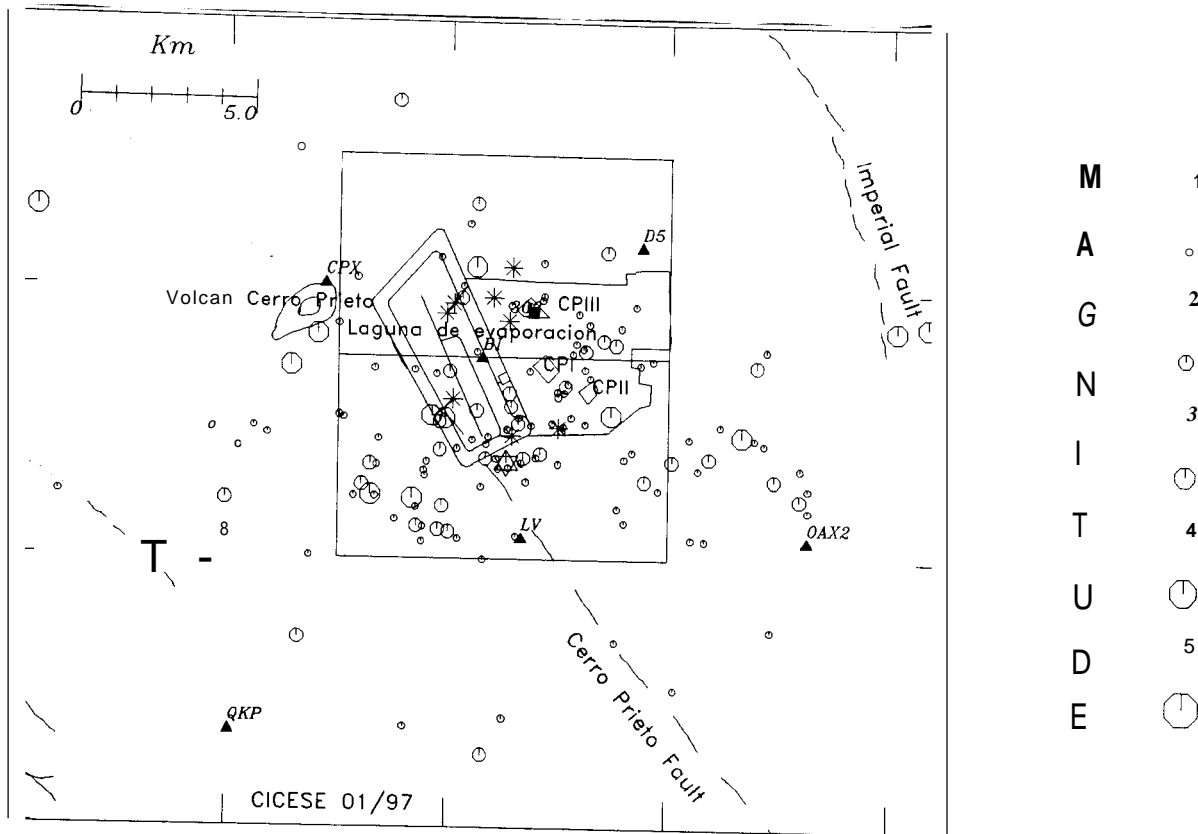 Km
0 5.0
Imperial Fault
D5
CPX
Volcan Cerro Prieto
CPIII
Laguna de evaporacion
CPI
CPII
8
T -
LV
OAX2
Cerro Prieto Fault
QKP
CICESE 01/97
M 1
A
G 2
N
I 3
T 4
U
D 5
E